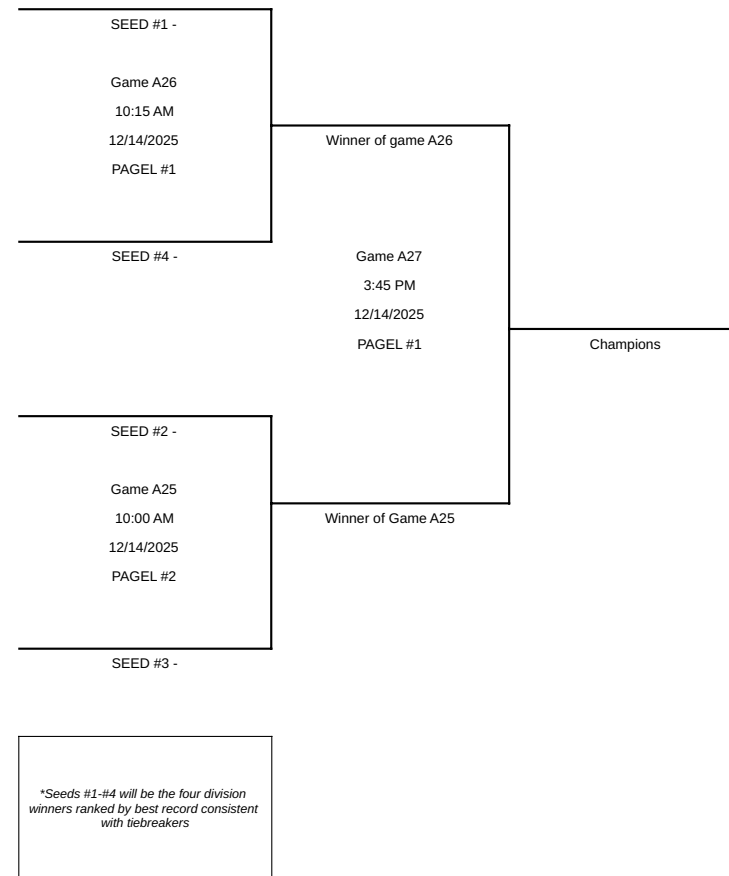 SEED #1 -
Game A26
10:15 AM
12/14/2025
PAGEL #1
Winner of game A26
SEED #4 -
Game A27
3:45 PM
12/14/2025
PAGEL #1
Champions
SEED #2 -
Game A25
10:00 AM
12/14/2025
PAGEL #2
Winner of Game A25
SEED #3 -
*Seeds #1-#4 will be the four division
winners ranked by best record consistent
with tiebreakers